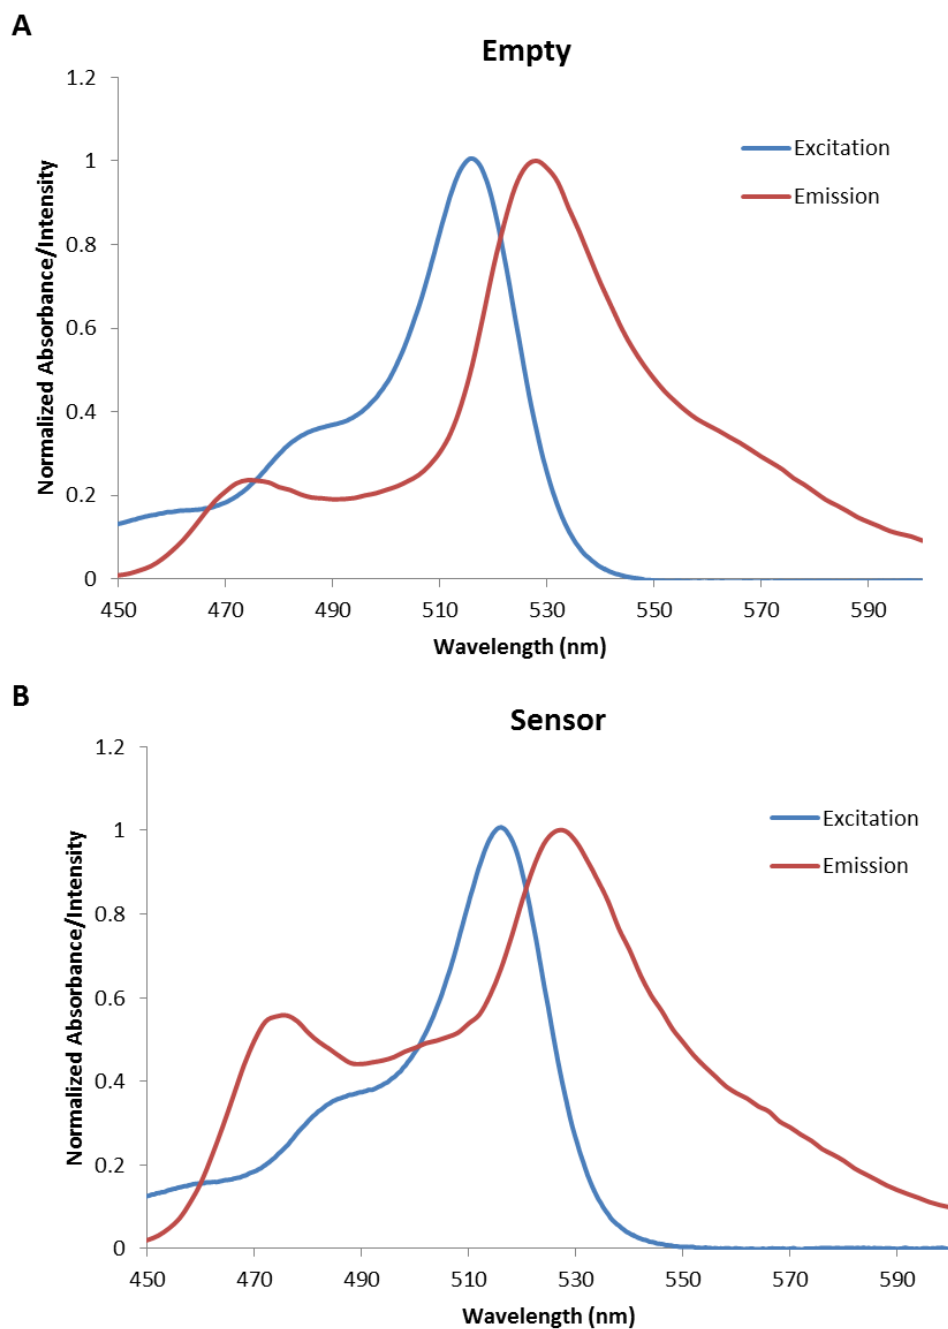 A
Empty
1.2
1
0.8
0.6
0.4
0.2
0
Normalized Absorbance/Intensity
Excitation
Emission
450 470 490 510 530 550 570 590
Wavelength (nm)
B
Sensor
1.2
1
0.8
0.6
0.4
0.2
0
Normalized Absorbance/Intensity
Excitation
Emission
450 470 490 510 530 550 570 590
Wavelength (nm)